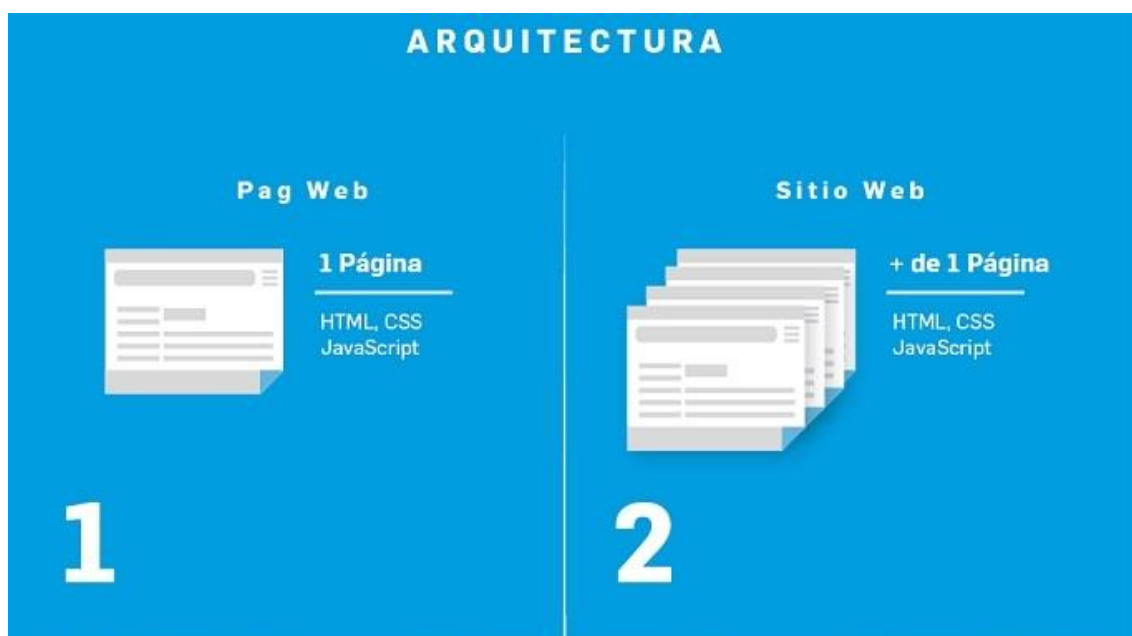 ARQUITECTURA
Pag Web
1 Página
HTML, CSS
JavaScript
1
Sitio Web
+ de 1 Página
HTML, CSS
JavaScript
2